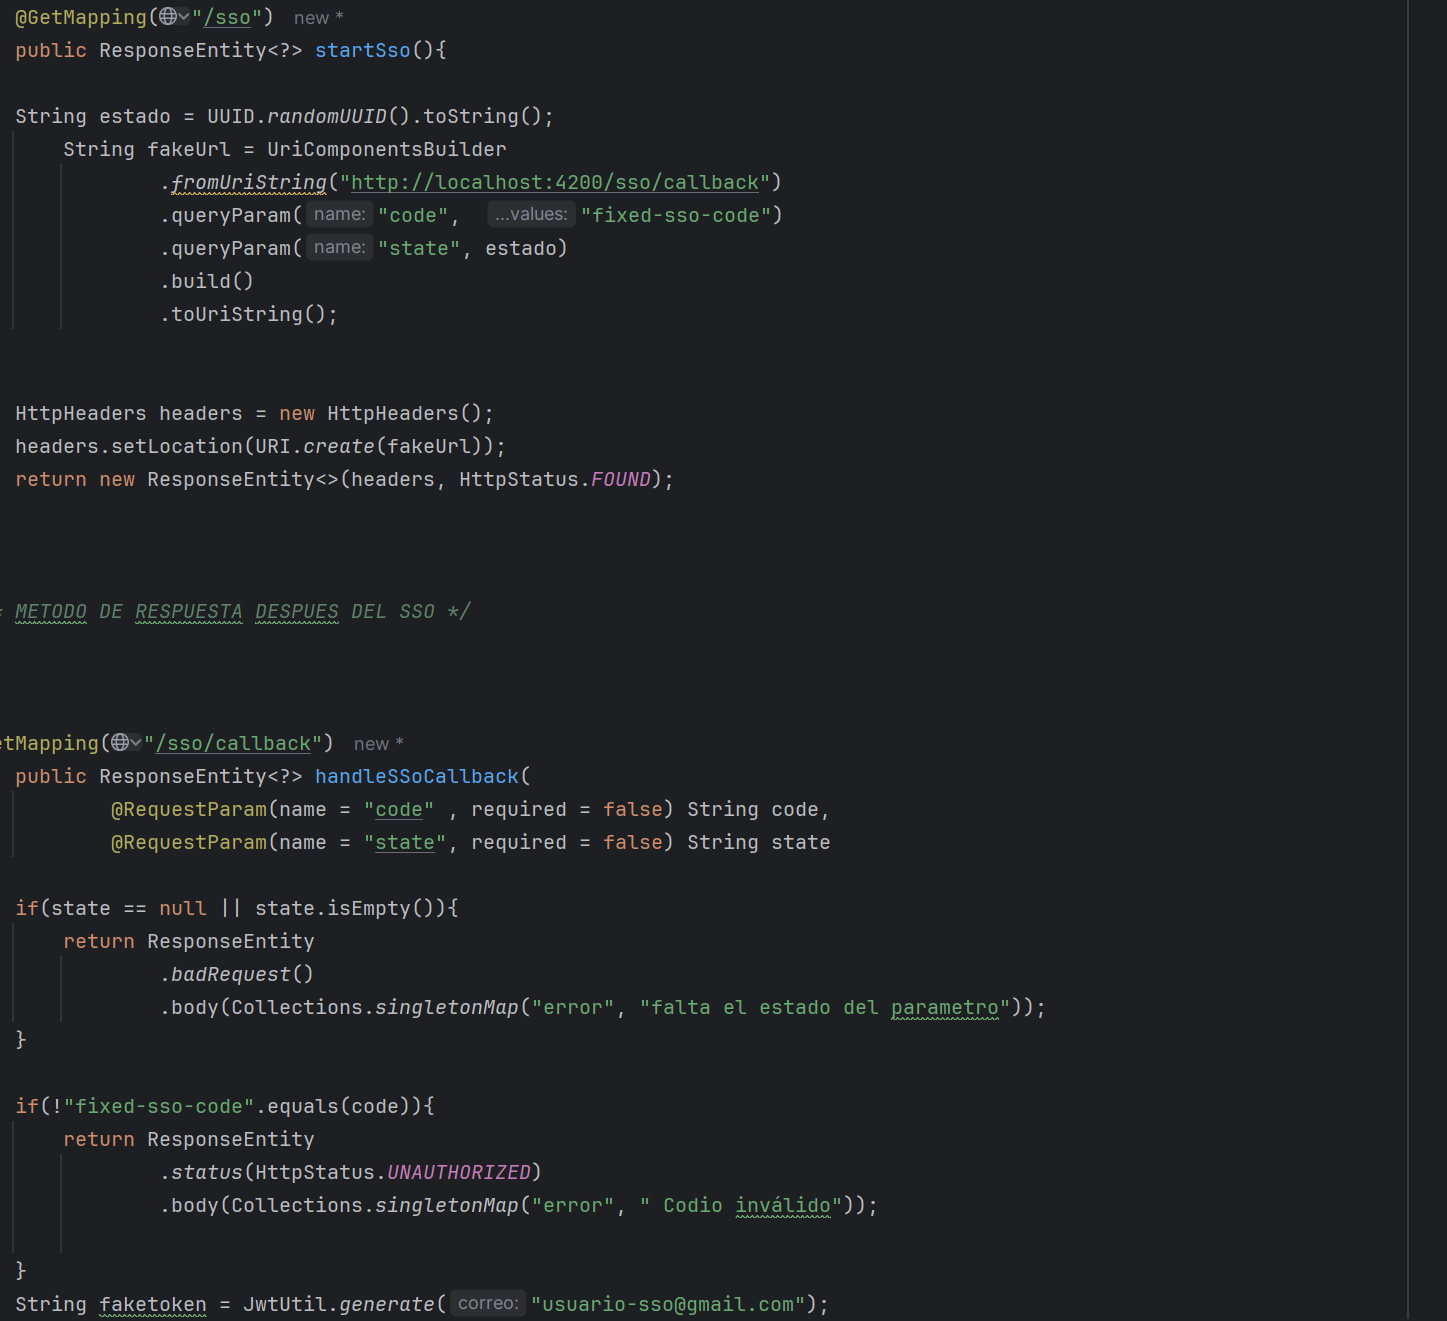 @GetMapping("/sso") new *
public ResponseEntity<?> startSso(){
String estado = UUID.randomUUID().toString();
String fakeUrl = UriComponentsBuilder
.fromUriString("http://localhost:4200/sso/callback")
.queryParam( name: "code", ...values: "fixed-sso-code")
.queryParam( name: "state", estado)
.build()
.toUriString();
HttpHeaders headers = new HttpHeaders();
headers.setLocation(URI.create(fakeUrl));
return new ResponseEntity<>(headers, HttpStatus.FOUND);
* METODO DE RESPUESTA DESPUES DEL SSO */
etMapping("/sso/callback") new *
public ResponseEntity<?> handleSSoCallback(
@RequestParam(name = "code" , required = false) String code,
@RequestParam(name = "state", required = false) String state
if(state == null || state.isEmpty()){
return ResponseEntity
.badRequest()
.body(Collections.singletonMap("error", "falta el estado del parametro"));
}
if(!"fixed-sso-code".equals(code)){
return ResponseEntity
.status(HttpStatus.UNAUTHORIZED)
.body(Collections.singletonMap("error", " Codio inválido"));
}
String faketoken = JwtUtil.generate( correo: "usuario-sso@gmail.com");